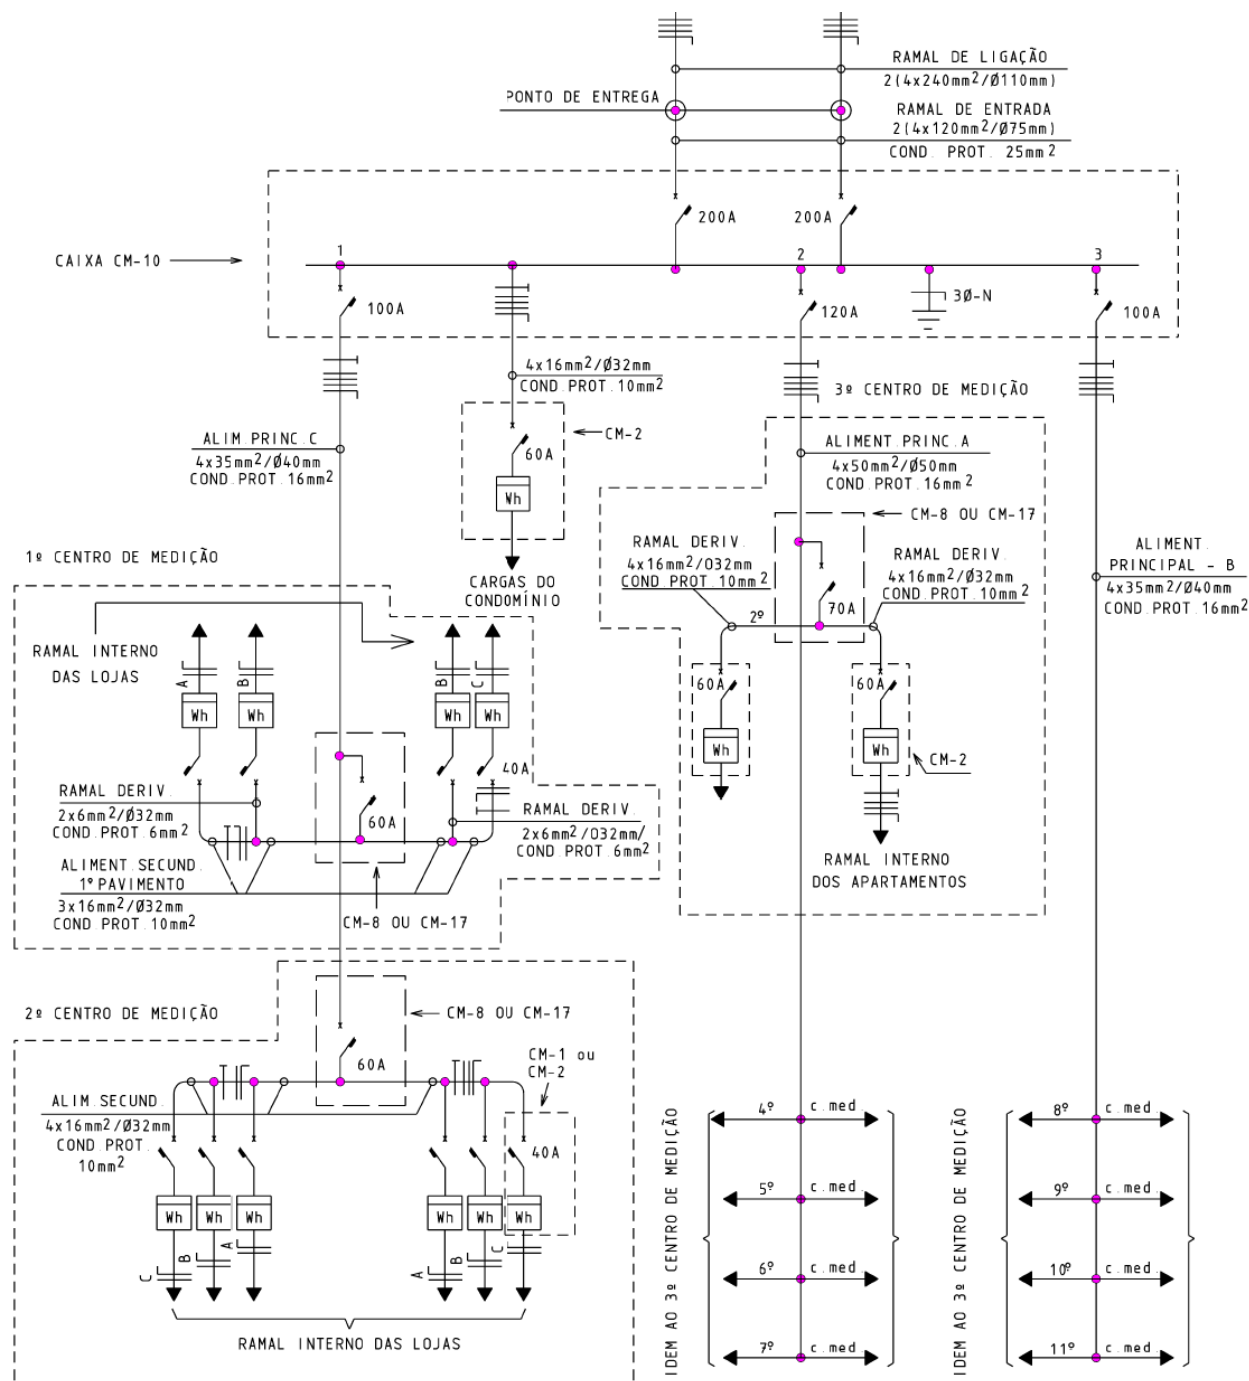 RAMAL DE LIGAÇÃO
2(4x240mm²/Ø110mm)
PONTO DE ENTREGA
RAMAL DE ENTRADA
2(4x120mm²/Ø75mm)
COND. PROT. 25mm²
200A
200A
CAIXA CM-10
1
2
3
3Ø-N
100A
120A
100A
4x16mm²/Ø32mm
COND.PROT.10mm²
3º CENTRO DE MEDIÇÃO
CM-2
60A
Wh
CARGAS DO
CONDOMÍNIO
ALIM.PRINC.C
4x35mm²/Ø40mm
COND.PROT.16mm²
ALIMENT.PRINC.A
4x50mm²/Ø50mm
COND.PROT.16mm²
CM-8 OU CM-17
RAMAL DERIV.
4x16mm²/O32mm
COND.PROT.10mm²
RAMAL DERIV.
4x16mm²/Ø32mm
COND.PROT.10mm²
70A
2º
60A
60A
Wh
Wh
CM-2
RAMAL INTERNO
DOS APARTAMENTOS
ALIMENT.
PRINCIPAL - B
4x35mm²/Ø40mm
COND.PROT.16mm²
1º CENTRO DE MEDIÇÃO
RAMAL INTERNO
DAS LOJAS
A
B
B
C
Wh
Wh
Wh
Wh
40A
60A
RAMAL DERIV.
2x6mm²/Ø32mm
COND.PROT.6mm²
RAMAL DERIV.
2x6mm²/O32mm/
COND.PROT.6mm²
ALIMENT.SECUND.
1º PAVIMENTO
3x16mm²/Ø32mm
COND.PROT.10mm²
CM-8 OU CM-17
2º CENTRO DE MEDIÇÃO
CM-8 OU CM-17
60A
CM-1 ou
CM-2
ALIM.SECUND.
4x16mm²/Ø32mm
COND.PROT.
10mm²
40A
Wh
Wh
Wh
Wh
Wh
Wh
C
B
A
A
B
C
RAMAL INTERNO DAS LOJAS
IDEM AO 3º CENTRO DE MEDIÇÃO
4º c.med.
5º c.med.
6º c.med.
7º c.med.
IDEM AO 3º CENTRO DE MEDIÇÃO
8º c.med.
9º c.med.
10º c.med.
11º c.med.